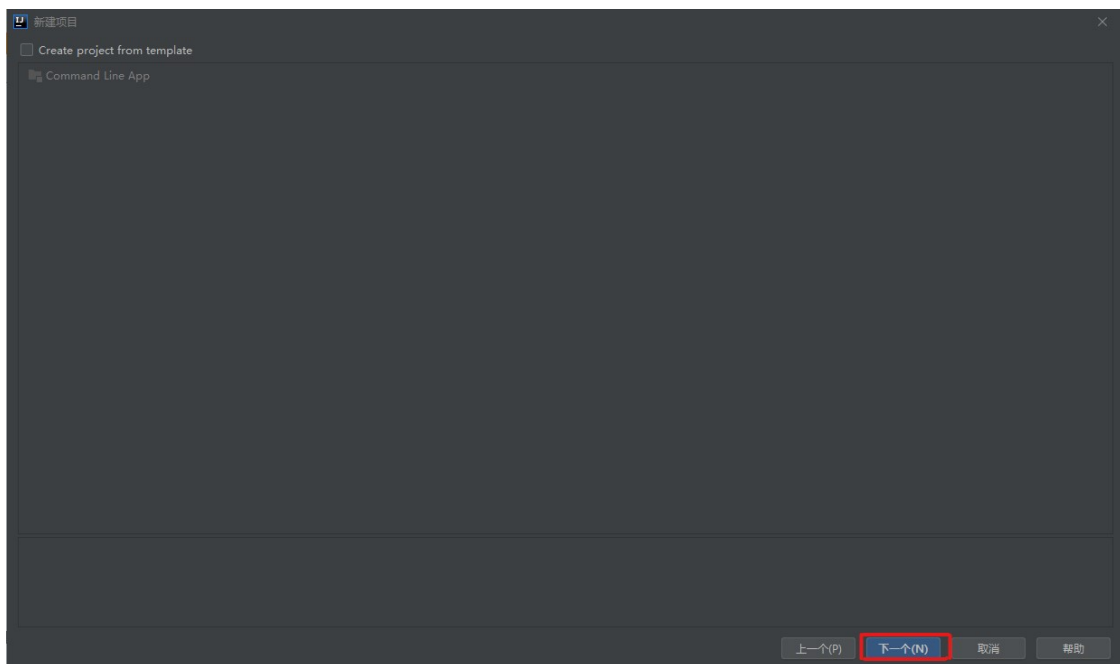 新建项目
Create project from template
Command Line App
上一个(P) 下一个(N) 取消 帮助